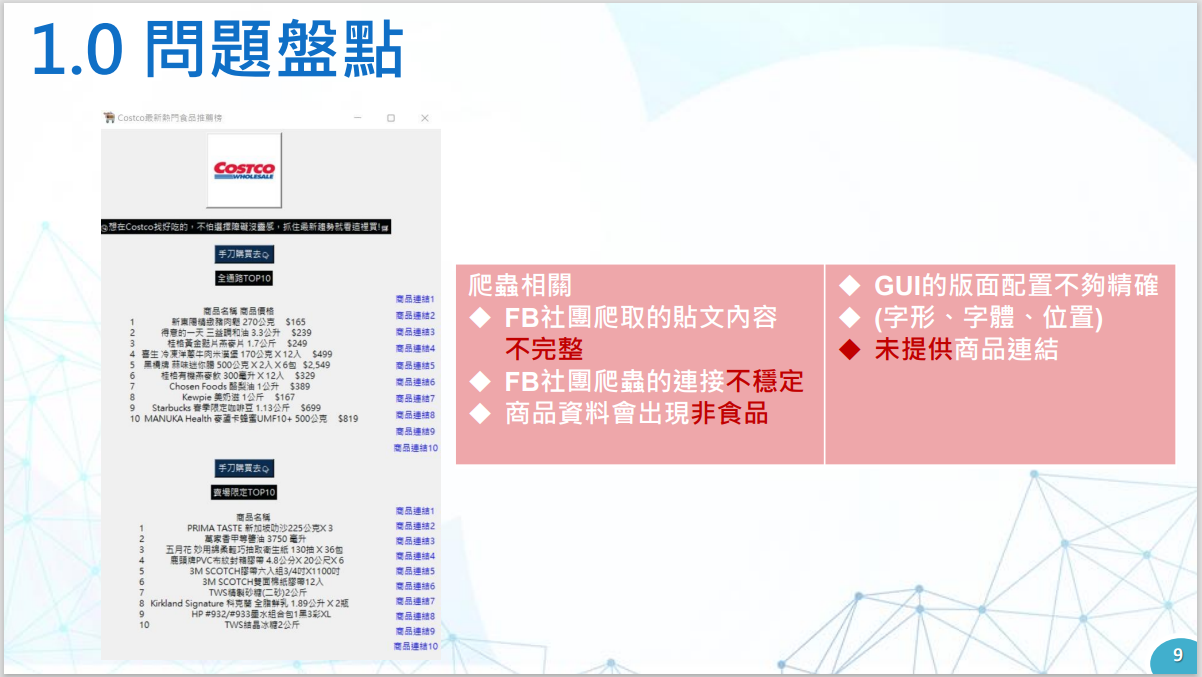 1.0 問題盤點
Costco最新熱門食品推薦榜
COSTCO
WHOLESALE
想在Costco找好吃的，不怕選擇障礙沒靈感，抓住最新趨勢就看這裡買!
手刀購買去
全通路TOP10
商品名稱 商品價格
1 新東陽精緻豬肉鬆 270公克 $165
2 得意的一天 三益調和油 3.3公升 $239
3 桂格黃金麩片燕麥片 1.7公斤 $249
4 喜生 冷凍洋蔥牛肉米漢堡 170公克 X 12入 $499
5 黑橋牌 蒜味迷你腸 500公克 X 2入 X 6包 $2,549
6 桂格有機燕麥飲 300毫升 X 12入 $329
7 Chosen Foods 酪梨油 1公升 $389
8 Kewpie 美奶滋 1公斤 $167
9 Starbucks 春季限定咖啡豆 1.13公斤 $699
10 MANUKA Health 麥蘆卡蜂蜜UMF10+ 500公克 $819
商品連結1
商品連結2
商品連結3
商品連結4
商品連結5
商品連結6
商品連結7
商品連結8
商品連結9
商品連結10
手刀購買去
賣場限定TOP10
商品名稱
1 PRIMA TASTE 新加坡叻沙225公克X 3
2 萬家香甲等醬油 3750 毫升
3 五月花 妙用綿柔輕巧抽取衛生紙 130抽 X 36包
4 鹿頭牌PVC布紋封箱膠帶 4.8公分X 20公尺X 6
5 3M SCOTCH膠帶六入組3/4吋X1100吋
6 3M SCOTCH雙面棉紙膠帶12入
7 TWS精製砂糖(二砂)2公斤
8 Kirkland Signature 科克蘭 全脂鮮乳 1.89公升 X 2瓶
9 HP #932/#933墨水組合包1黑3彩XL
10 TWS結晶冰糖2公斤
商品連結1
商品連結2
商品連結3
商品連結4
商品連結5
商品連結6
商品連結7
商品連結8
商品連結9
商品連結10
爬蟲相關
FB社團爬取的貼文內容
不完整
FB社團爬蟲的連接不穩定
商品資料會出現非食品
GUI的版面配置不夠精確
(字形、字體、位置)
未提供商品連結
9